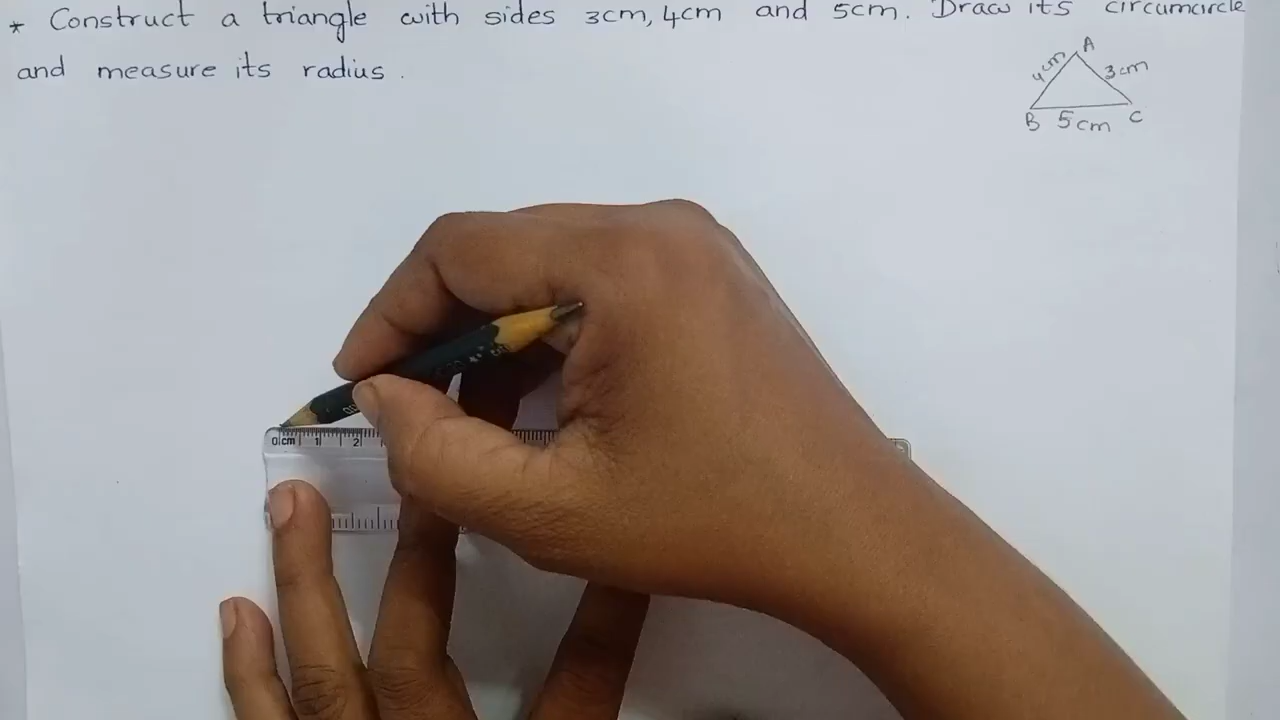 * Construct a triangle with sides 3cm, 4cm and 5cm. Draw its circumcircle
and measure its radius.
A
4cm 3cm
B 5cm C
0 cm 1 2